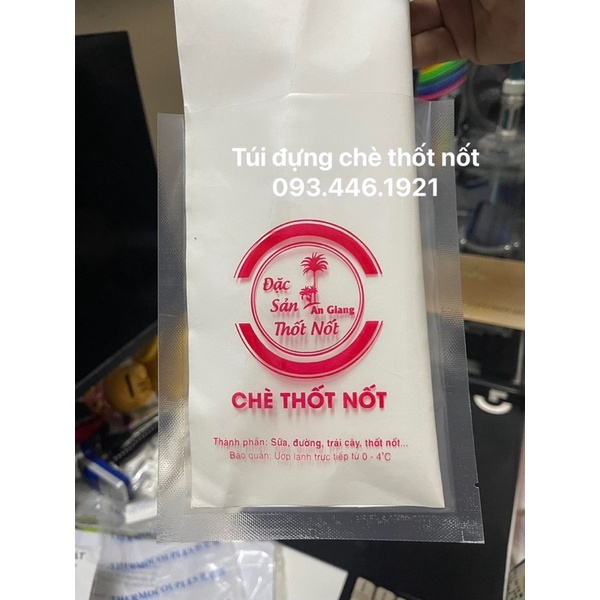 Túi đựng chè thốt nốt
093.446.1921
Đặc
Sản
An Giang
Thốt Nốt
CHÈ THỐT NỐT
Thành phần: Sữa, đường, trái cây, thốt nốt...
Bảo quản: Ướp lạnh trực tiếp từ 0 - 4°C